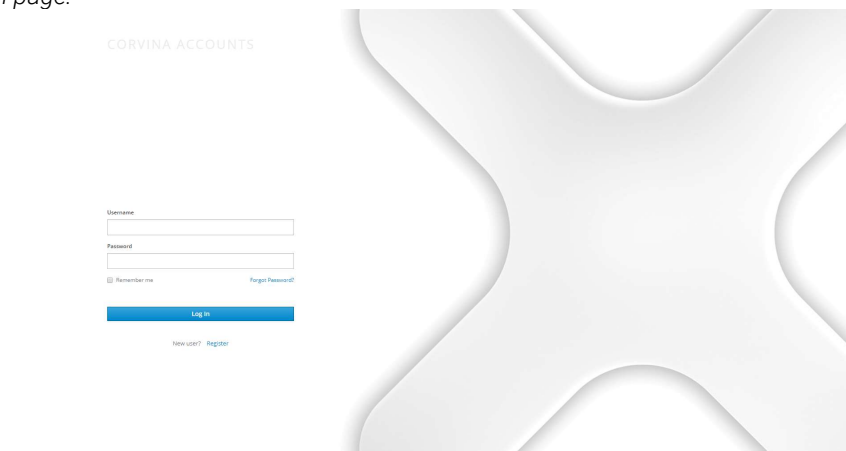 page.
CORVINA ACCOUNTS
Username
Password
Remember me Forgot Password?
Log In
New user? Register